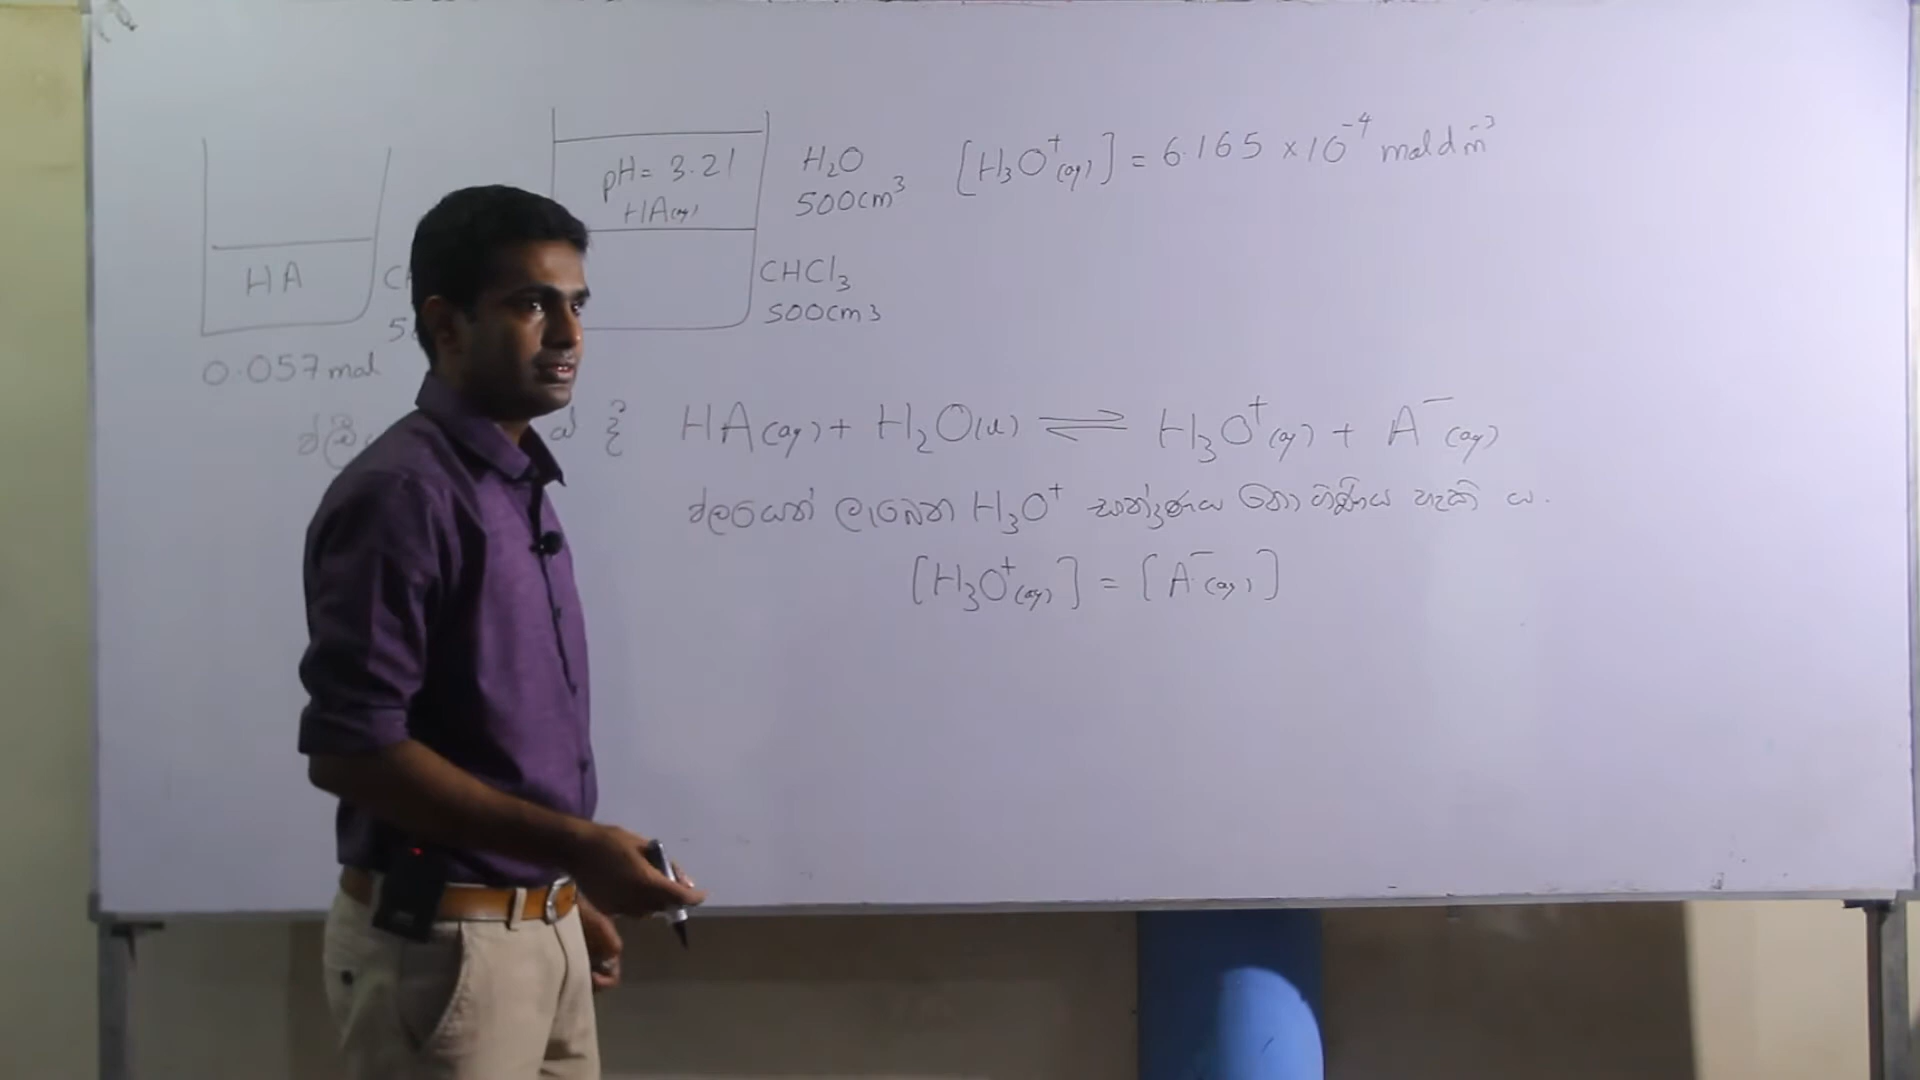 pH = 3.21
HA(aq)
H₂O
500cm³
[H₃O⁺(aq)] = 6.165 × 10⁻⁴ mol dm⁻³
HA
CHCl₃
500cm3
0.057 mol
HA(aq) + H₂O(l) ⇌ H₃O⁺(aq) + A⁻(aq)
ජලයෙන් ලැබෙන H₃O⁺ සාන්ද්‍රණය නො ගිණිය හැකි ය.
[H₃O⁺(aq)] = [A⁻(aq)]